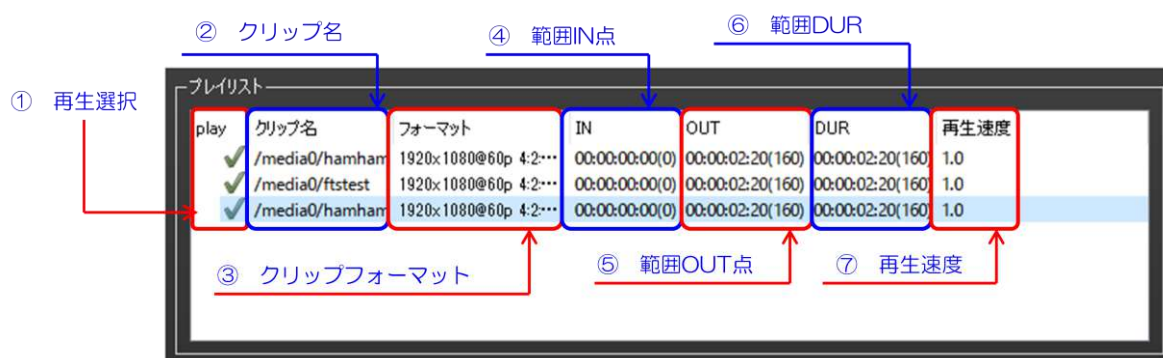 ② クリップ名
④ 範囲IN点
⑥ 範囲DUR
① 再生選択
プレイリスト
play クリップ名 フォーマット IN OUT DUR 再生速度
/media0/hamham 1920x1080@60p 4:2:… 00:00:00:00(0) 00:00:02:20(160) 00:00:02:20(160) 1.0
/media0/ftstest 1920x1080@60p 4:2:… 00:00:00:00(0) 00:00:02:20(160) 00:00:02:20(160) 1.0
/media0/hamham 1920x1080@60p 4:2:… 00:00:00:00(0) 00:00:02:20(160) 00:00:02:20(160) 1.0
③ クリップフォーマット
⑤ 範囲OUT点
⑦ 再生速度